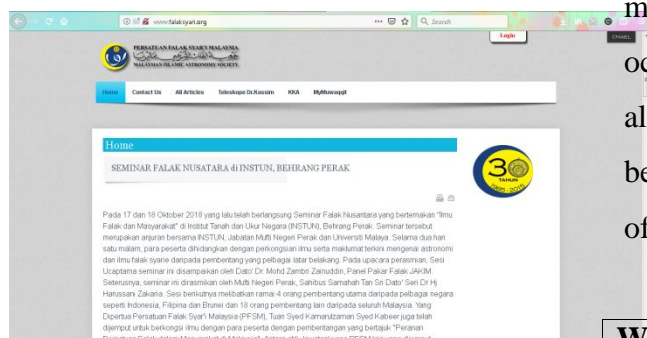 www.falaksyari.org
Search
Login
CPANEL
PERSATUAN FALAK SYAR'I MALAYSIA
MALAYSIAN ISLAMIC ASTRONOMY SOCIETY
Home Contact Us All Articles Teleskope Dr.Kassim KKA MyMuwaqqit
Home
SEMINAR FALAK NUSATARA di INSTUN, BEHRANG PERAK
30
TAHUN
Pada 17 dan 18 Oktober 2018 yang lalu telah berlangsung Seminar Falak Nusantara yang bertemakan "Ilmu
Falak dan Masyarakat" di Institut Tanah dan Ukur Negara (INSTUN), Behrang Perak. Seminar tersebut
merupakan anjuran bersama INSTUN, Jabatan Mufti Negeri Perak dan Universiti Malaya. Selama dua hari
satu malam, para peserta dihidangkan dengan perkongsian ilmu serta maklumat terkini mengenai astronomi
dan ilmu falak syarie daripada pembentang yang pelbagai latar belakang. Pada upacara perasmian, Sesi
Ucaptama seminar ini disampaikan oleh Dato' Dr. Mohd Zambri Zainuddin, Panel Pakar Falak JAKIM.
Seterusnya, seminar ini dirasmikan oleh Mufti Negeri Perak, Sahibus Samahah Tan Sri Dato' Seri Dr Hj
Harussani Zakaria. Sesi berikutnya melibatkan ramai 4 orang pembentang utama daripada pelbagai negara
seperti Indonesia, Filipina dan Brunei dan 18 orang pembentang lain daripada seluruh Malaysia. Yang
Dipertua Persatuan Falak Syar'i Malaysia (PFSM), Tuan Syed Kamarulzaman Syed Kabeer juga telah
dijemput untuk berkongsi ilmu dengan para peserta dengan pembentangan yang bertajuk "Peranan
m
oc
al
be
of
W